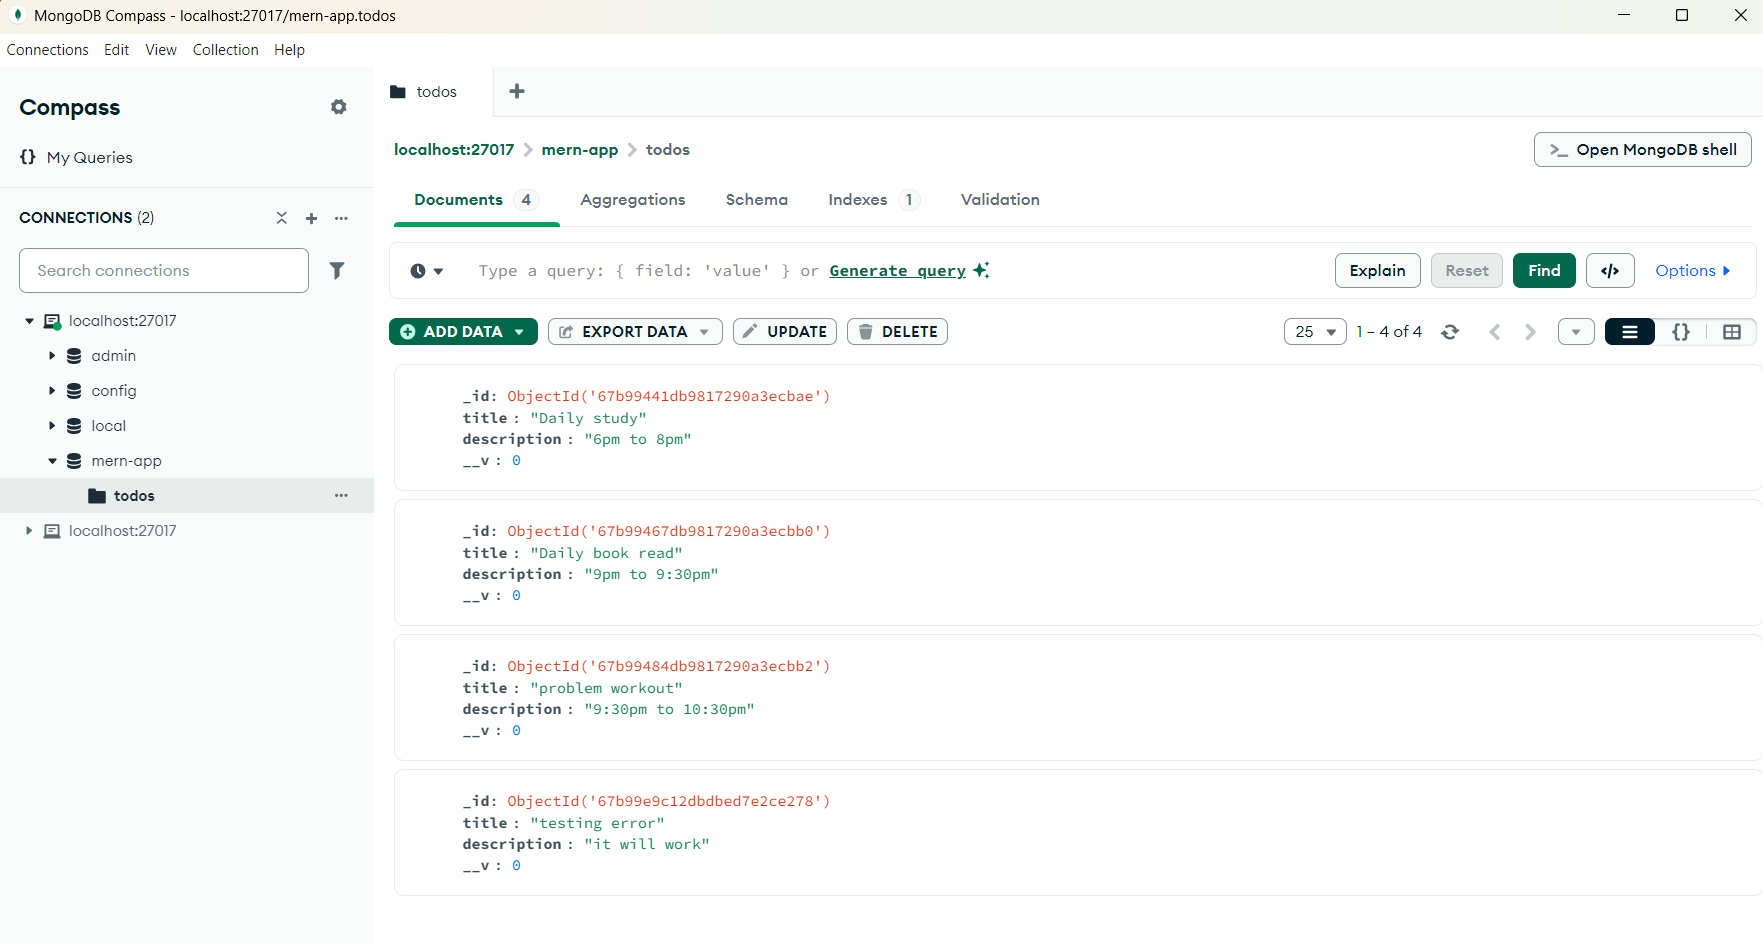 MongoDB Compass - localhost:27017/mern-app.todos
Connections Edit View Collection Help
Compass
{} My Queries
CONNECTIONS (2)
Search connections
localhost:27017
admin
config
local
mern-app
todos
localhost:27017
todos
localhost:27017 > mern-app > todos
>_ Open MongoDB shell
Documents 4 Aggregations Schema Indexes 1 Validation
Type a query: { field: 'value' } or Generate query
Explain Reset Find </> Options
ADD DATA EXPORT DATA UPDATE DELETE
25 1 – 4 of 4 {}
_id: ObjectId('67b99441db9817290a3ecbae')
title : "Daily study"
description : "6pm to 8pm"
__v : 0
_id: ObjectId('67b99467db9817290a3ecbb0')
title : "Daily book read"
description : "9pm to 9:30pm"
__v : 0
_id: ObjectId('67b99484db9817290a3ecbb2')
title : "problem workout"
description : "9:30pm to 10:30pm"
__v : 0
_id: ObjectId('67b99e9c12dbdbed7e2ce278')
title : "testing error"
description : "it will work"
__v : 0